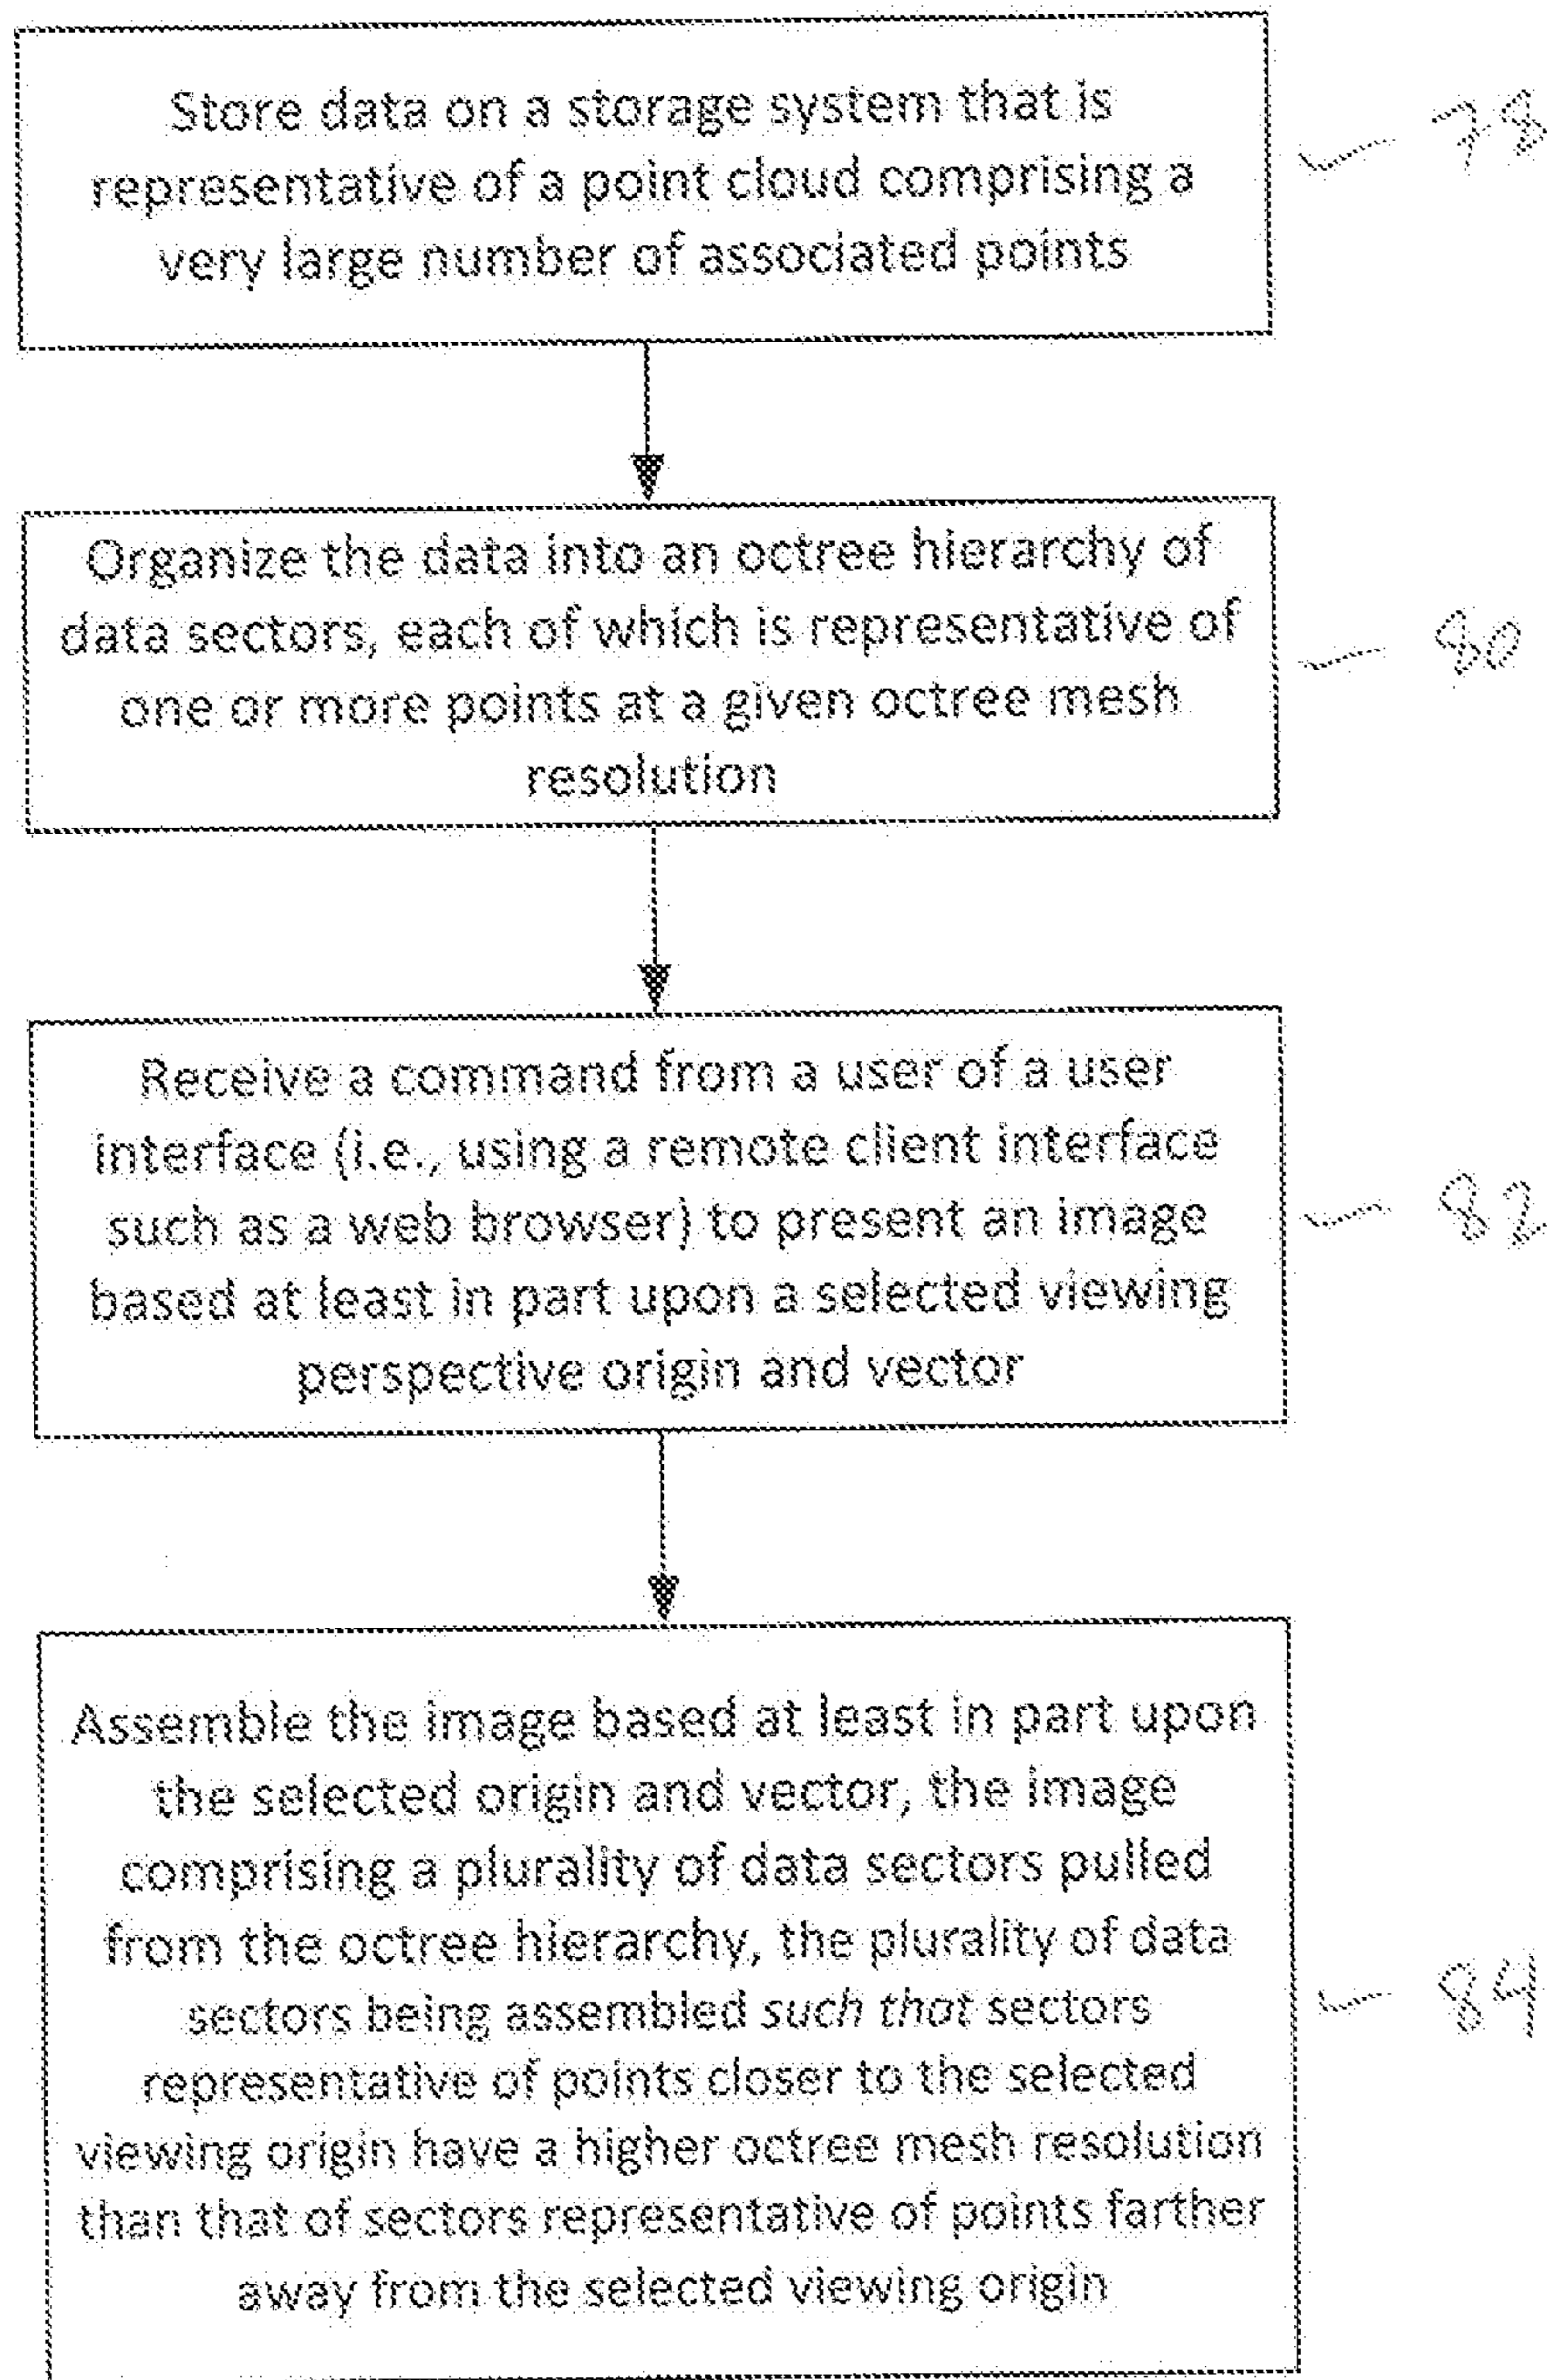 Store data on a storage system that is
representative of a point cloud comprising a
very large number of associated points
78
Organize the data into an octree hierarchy of
data sectors, each of which is representative of
one or more points at a given octree mesh
resolution
80
Receive a command from a user of a user
interface (i.e., using a remote client interface
such as a web browser) to present an image
based at least in part upon a selected viewing
perspective origin and vector
82
Assemble the image based at least in part upon
the selected origin and vector, the image
comprising a plurality of data sectors pulled
from the octree hierarchy, the plurality of data
sectors being assembled such that sectors
representative of points closer to the selected
viewing origin have a higher octree mesh resolution
than that of sectors representative of points farther
away from the selected viewing origin
84